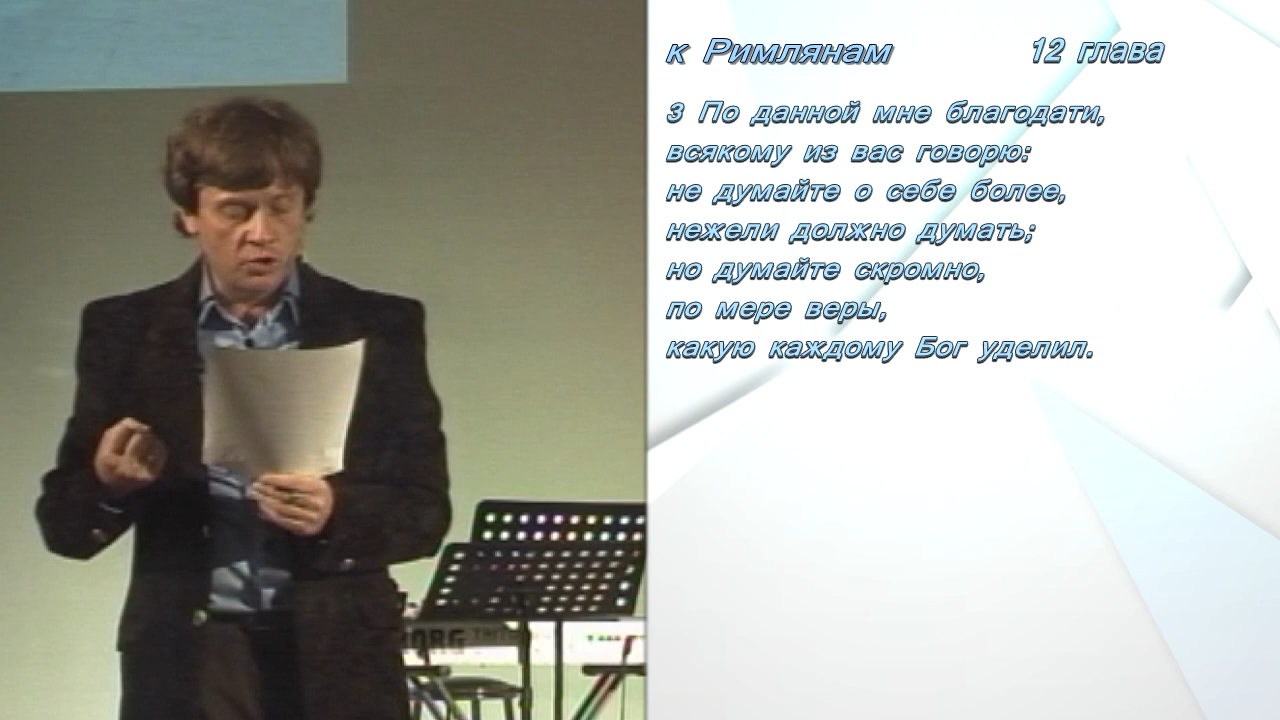 к Римлянам 12 глава
3 По данной мне благодати,
всякому из вас говорю:
не думайте о себе более,
нежели должно думать;
но думайте скромно,
по мере веры,
какую каждому Бог уделил.
KORG